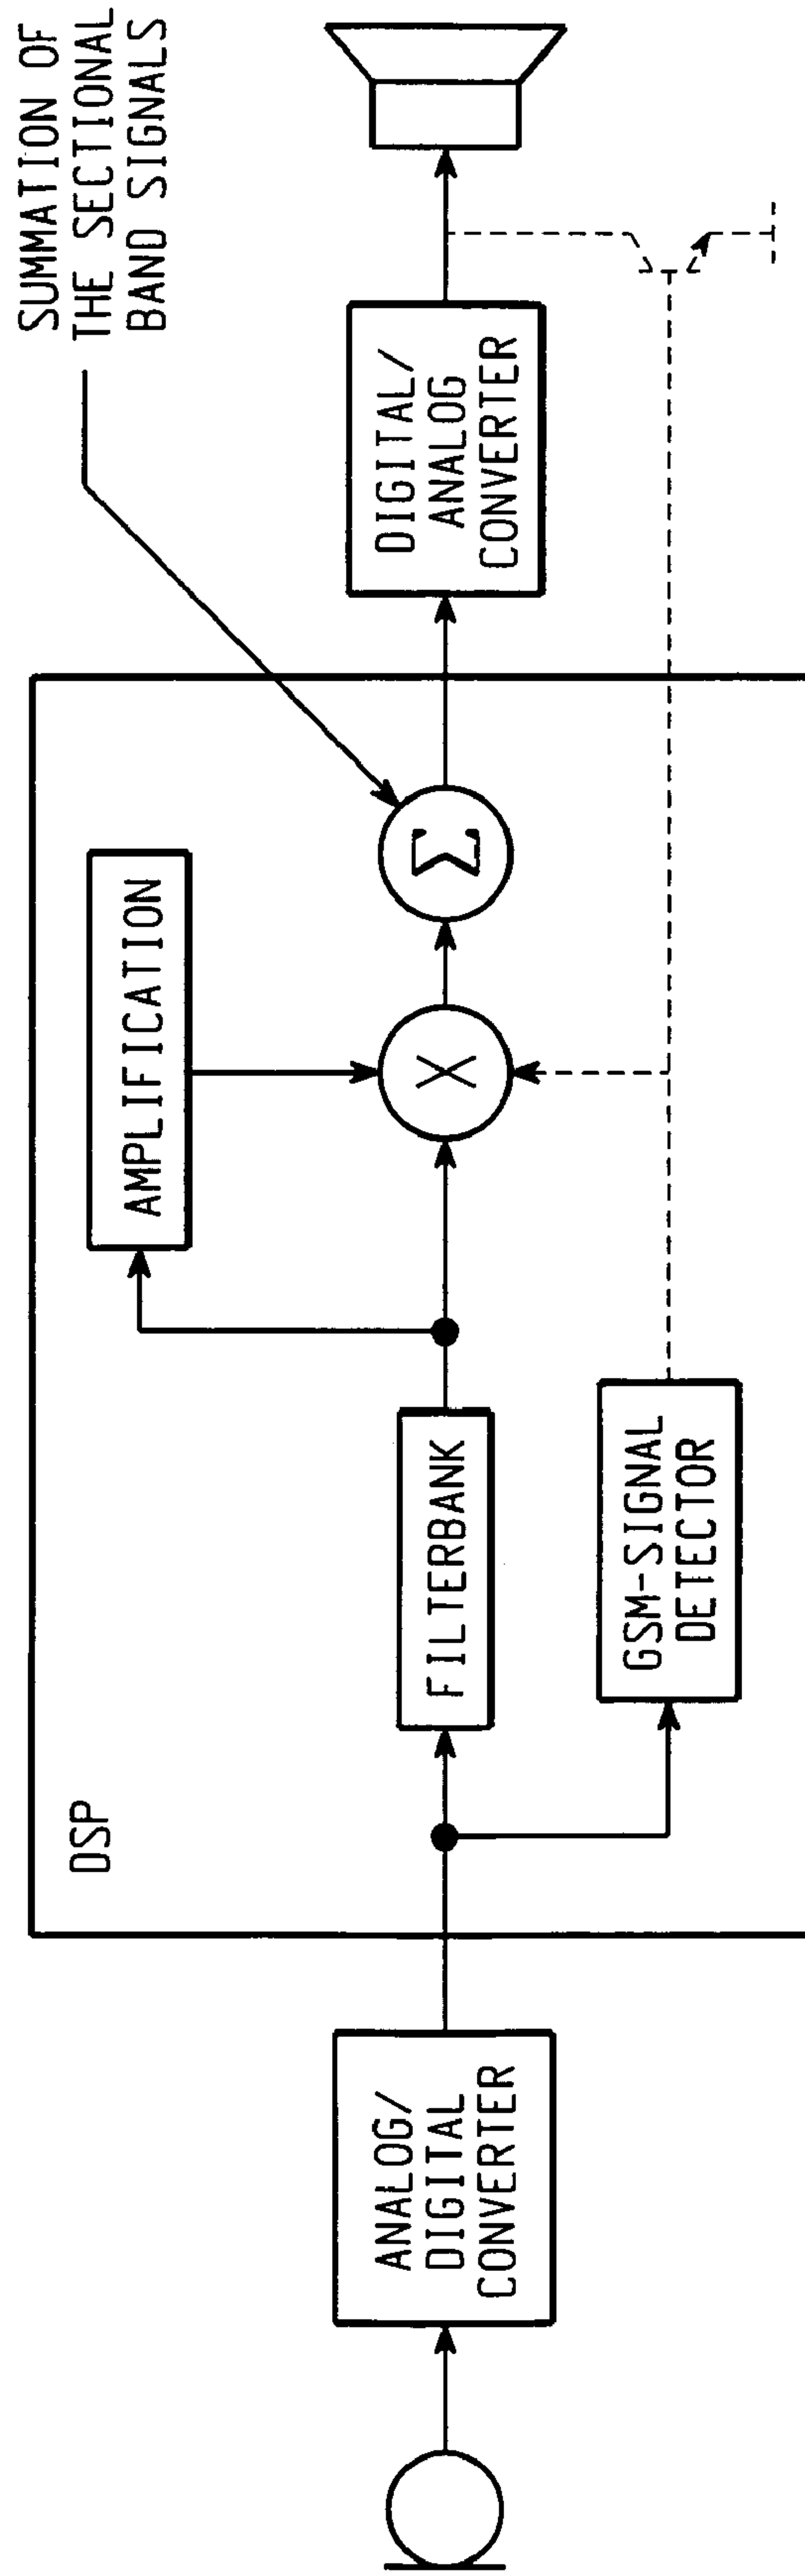 SUMMATION OF
THE SECTIONAL
BAND SIGNALS
DSP
AMPLIFICATION
ANALOG/
DIGITAL
CONVERTER
FILTERBANK
X
Σ
DIGITAL/
ANALOG
CONVERTER
GSM-SIGNAL
DETECTOR